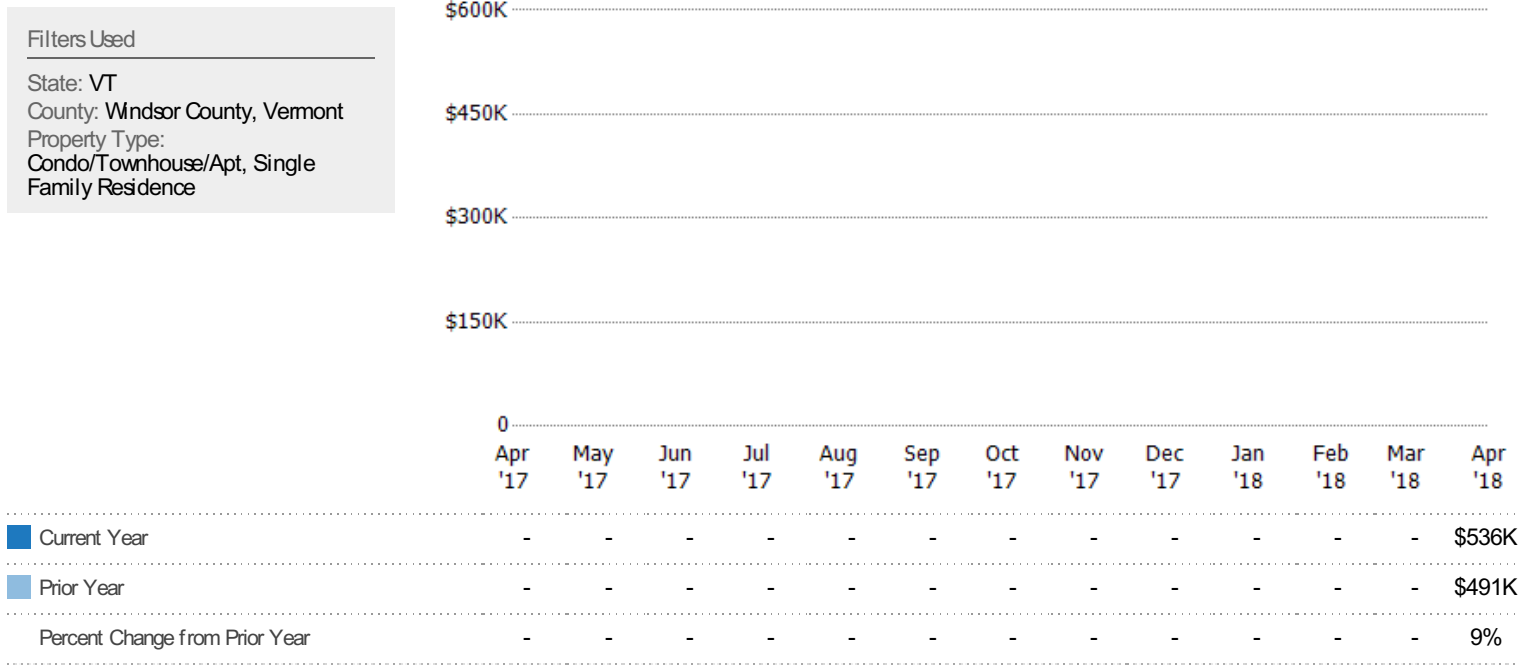 Filters Used
State: VT
County: Windsor County, Vermont
Property Type:
Condo/Townhouse/Apt, Single
Family Residence
$600K
$450K
$300K
$150K
0
Apr May Jun Jul Aug Sep Oct Nov Dec Jan Feb Mar Apr
'17 '17 '17 '17 '17 '17 '17 '17 '17 '18 '18 '18 '18
Current Year - - - - - - - - - - - - $536K
Prior Year - - - - - - - - - - - - $491K
Percent Change from Prior Year - - - - - - - - - - - - 9%